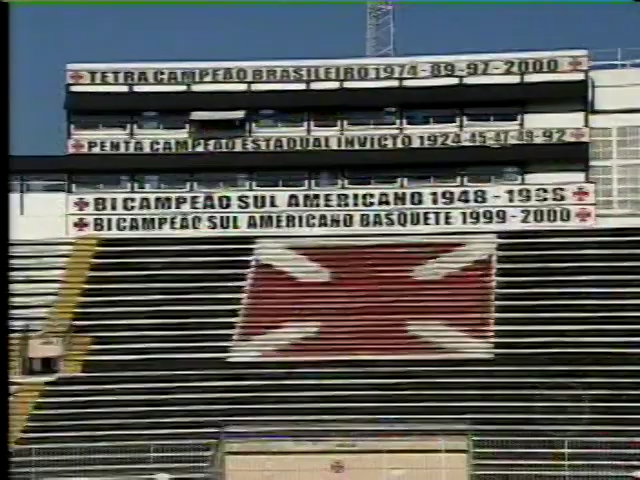 TETRA CAMPEÃO BRASILEIRO 1974-89-97-2000
PENTA CAMPEÃO ESTADUAL INVICTO 1924-45-47-49-92
BI CAMPEÃO SUL AMERICANO 1948-1998
BI CAMPEÃO SUL AMERICANO BASQUETE 1999-2000